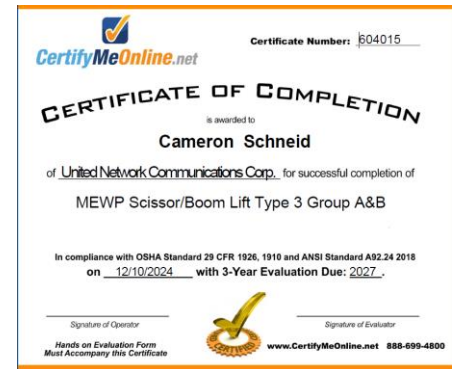 CertifyMeOnline.net
Certificate Number: 604015
CERTIFICATE OF COMPLETION
is awarded to
Cameron Schneid
of United Network Communications Corp. for successful completion of
MEWP Scissor/Boom Lift Type 3 Group A&B
In compliance with OSHA Standard 29 CFR 1926, 1910 and ANSI Standard A92.24 2018
on 12/10/2024 with 3-Year Evaluation Due: 2027 .
Signature of Operator
Signature of Evaluator
CERTIFIED
Hands on Evaluation Form
Must Accompany this Certificate
www.CertifyMeOnline.net 888-699-4800